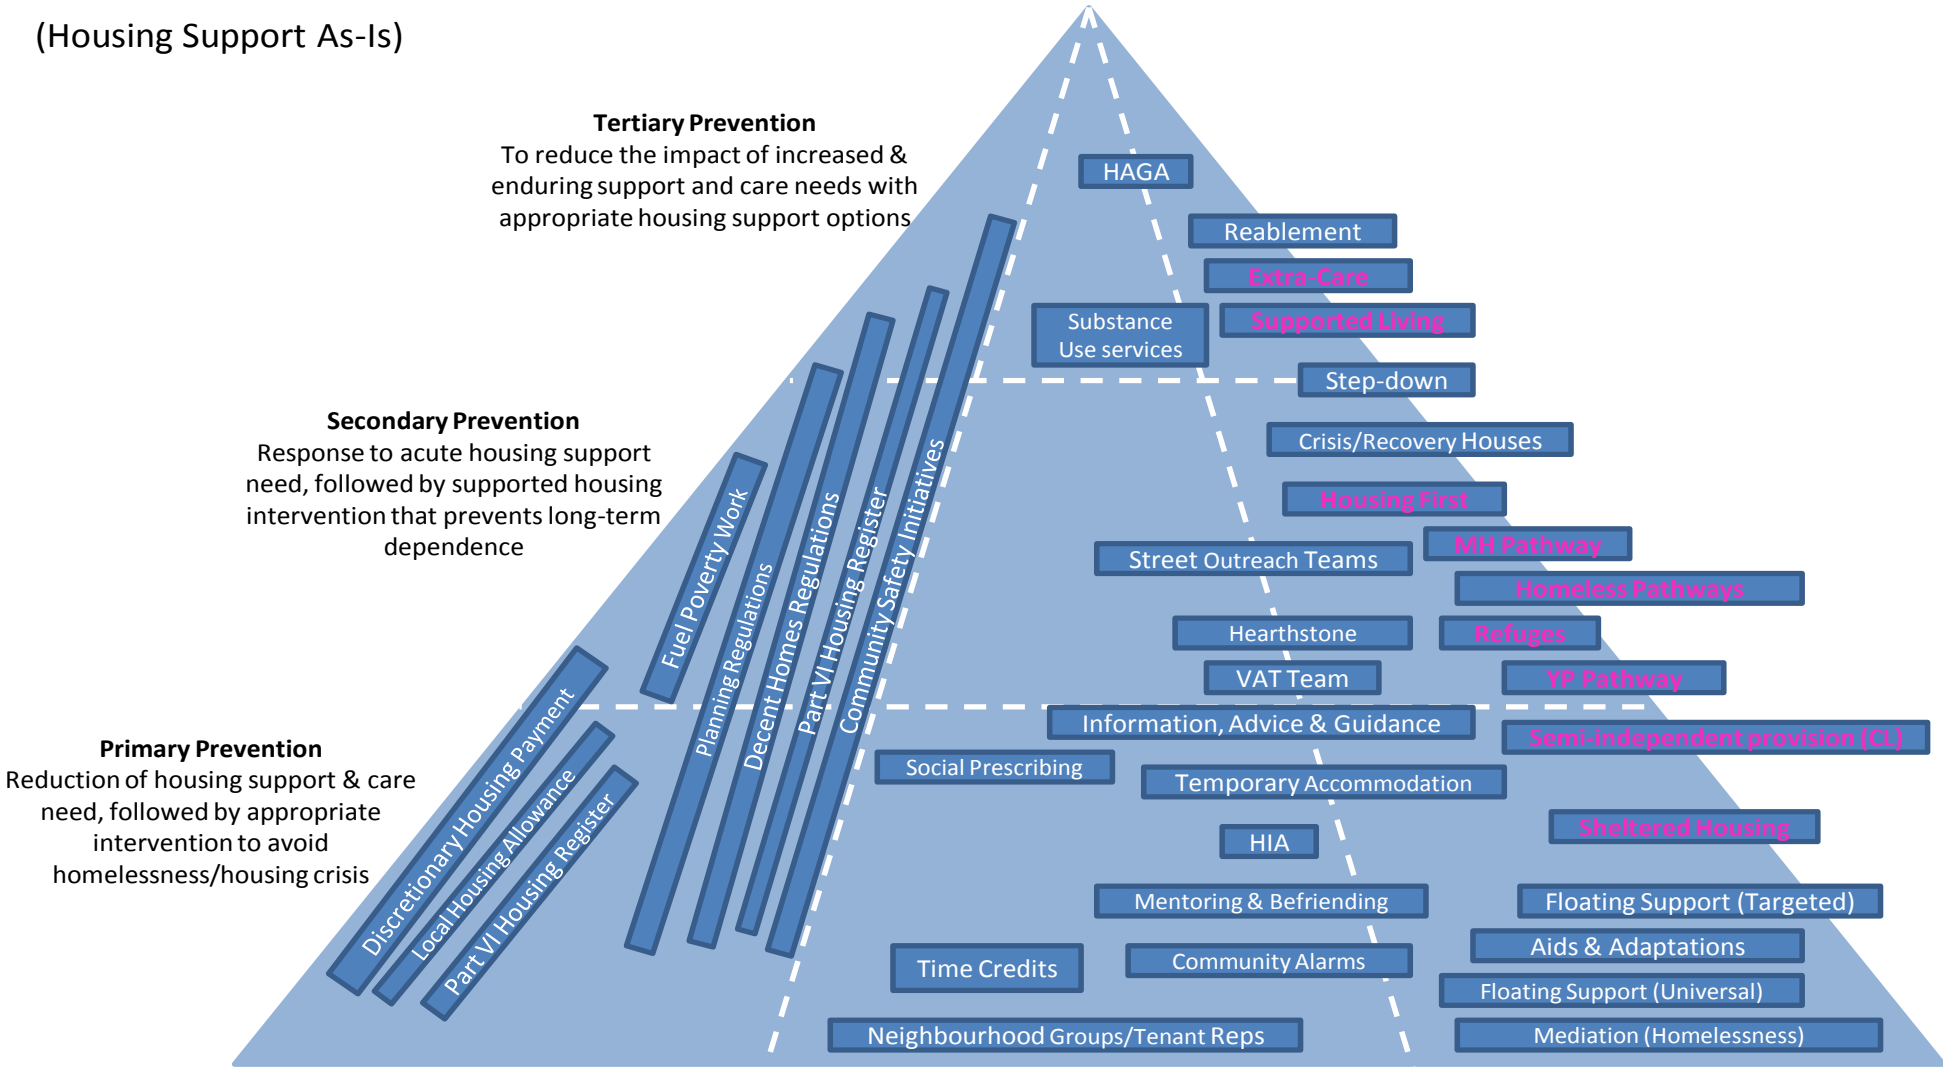 (Housing Support As-Is)
Tertiary Prevention
To reduce the impact of increased &
enduring support and care needs with
appropriate housing support options
Secondary Prevention
Response to acute housing support
need, followed by supported housing
intervention that prevents long-term
dependence
Primary Prevention
Reduction of housing support & care
need, followed by appropriate
intervention to avoid
homelessness/housing crisis
Discretionary Housing Payment
Local Housing Allowance
Part VI Housing Register
Fuel Poverty Work
Planning Regulations
Decent Homes Regulations
Part VI Housing Register
Community Safety Initiatives
HAGA
Reablement
Extra-Care
Substance
Use services
Supported Living
Step-down
Crisis/Recovery Houses
Housing First
MH Pathway
Street Outreach Teams
Homeless Pathways
Hearthstone
Refuges
VAT Team
YP Pathway
Information, Advice & Guidance
Semi-independent provision (CL)
Social Prescribing
Temporary Accommodation
Sheltered Housing
HIA
Mentoring & Befriending
Floating Support (Targeted)
Aids & Adaptations
Time Credits
Community Alarms
Floating Support (Universal)
Neighbourhood Groups/Tenant Reps
Mediation (Homelessness)